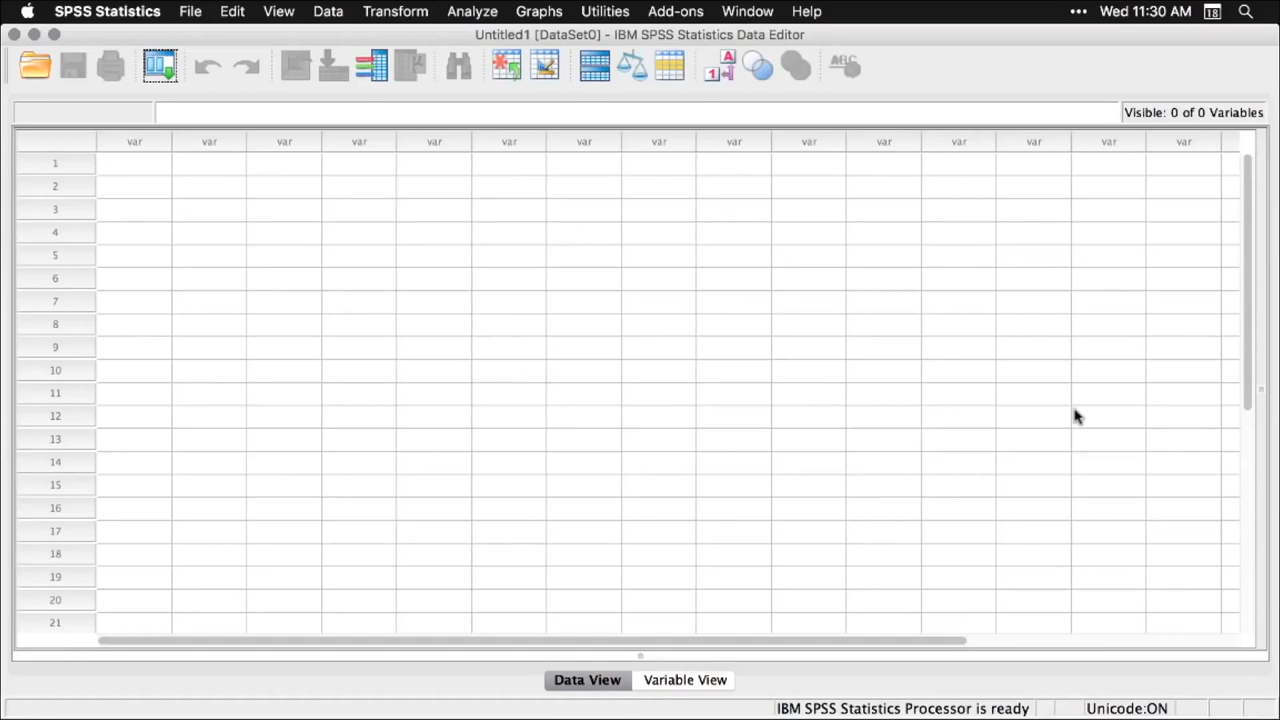 SPSS Statistics File Edit View Data Transform Analyze Graphs Utilities Add-ons Window Help ••• Wed 11:30 AM 18
Untitled1 [DataSet0] - IBM SPSS Statistics Data Editor
A
1
ABC
Visible: 0 of 0 Variables
var var var var var var var var var var var var var var var
1
2
3
4
5
6
7
8
9
10
11
12
13
14
15
16
17
18
19
20
21
Data View Variable View
IBM SPSS Statistics Processor is ready Unicode:ON